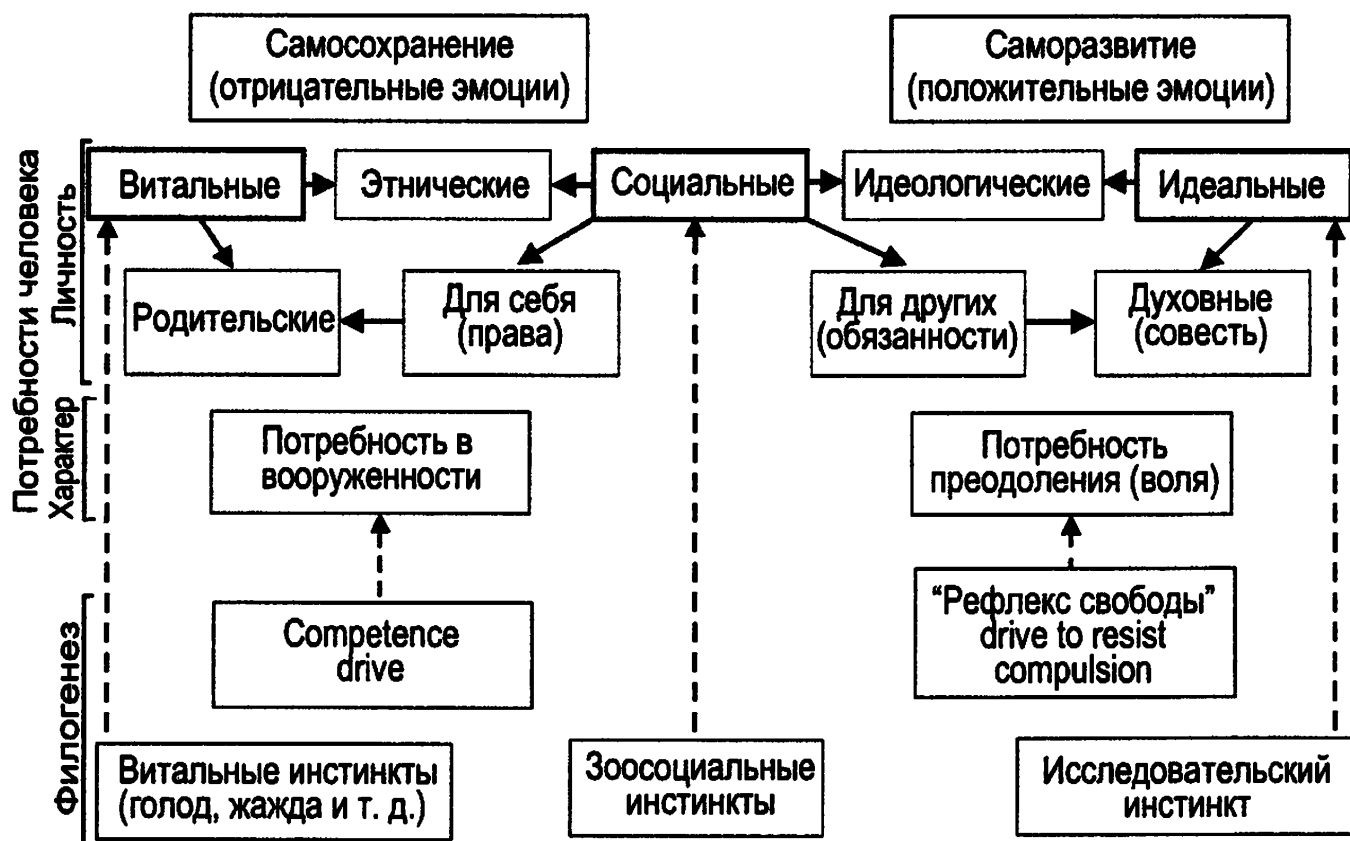 Самосохранение
(отрицательные эмоции)
Саморазвитие
(положительные эмоции)
Потребности человека
Личность
Витальные
Этнические
Социальные
Идеологические
Идеальные
Родительские
Для себя
(права)
Для других
(обязанности)
Духовные
(совесть)
Характер
Потребность в
вооруженности
Потребность
преодоления (воля)
Филогенез
Competence
drive
“Рефлекс свободы”
drive to resist
compulsion
Витальные инстинкты
(голод, жажда и т. д.)
Зоосоциальные
инстинкты
Исследовательский
инстинкт